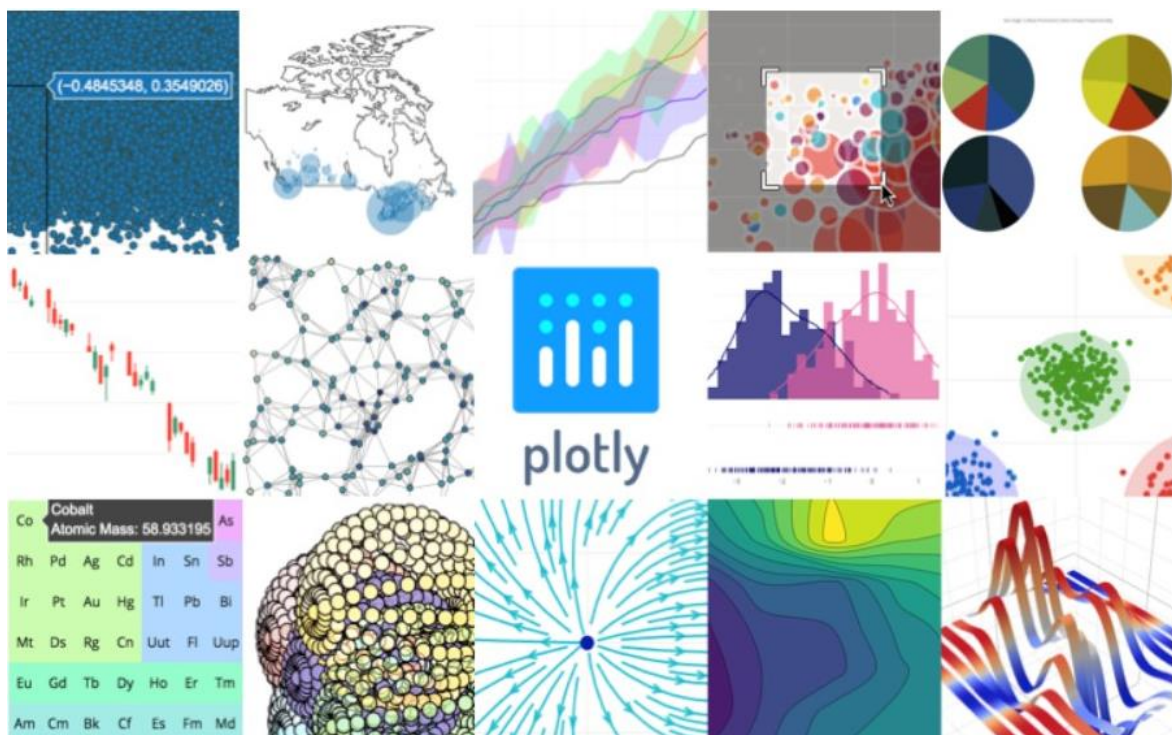 (−0.4845348, 0.3549026)
plotly
Cobalt
Atomic Mass: 58.933195
Co As
Rh Pd Ag Cd In Sn Sb
Ir Pt Au Hg Tl Pb Bi
Mt Ds Rg Cn Uut Fl Uup
Eu Gd Tb Dy Ho Er Tm
Am Cm Bk Cf Es Fm Md